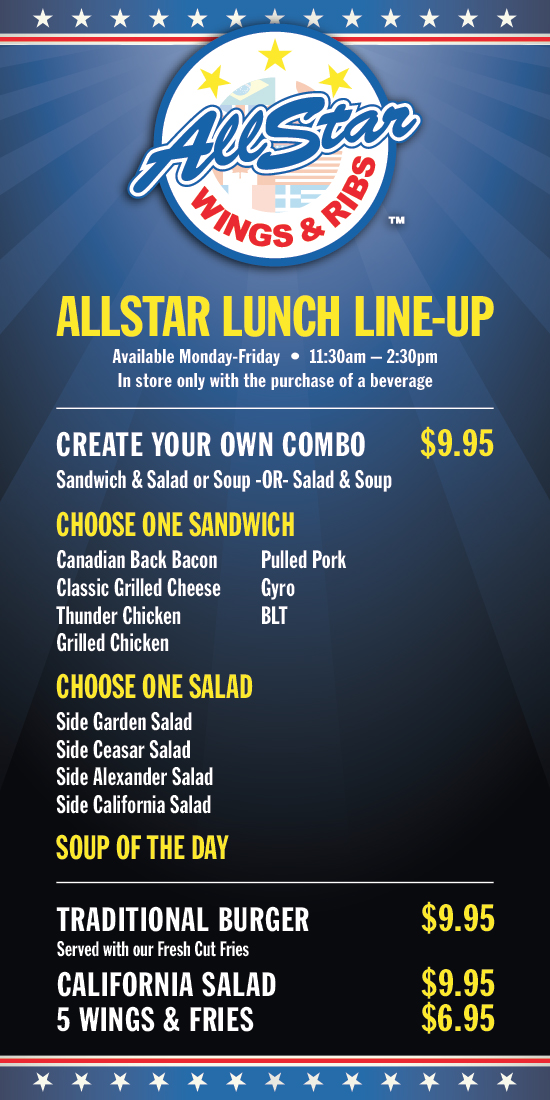 AllStar
WINGS & RIBS
™
ALLSTAR LUNCH LINE-UP
Available Monday-Friday • 11:30am – 2:30pm
In store only with the purchase of a beverage
CREATE YOUR OWN COMBO $9.95
Sandwich & Salad or Soup -OR- Salad & Soup
CHOOSE ONE SANDWICH
Canadian Back Bacon Pulled Pork
Classic Grilled Cheese Gyro
Thunder Chicken BLT
Grilled Chicken
CHOOSE ONE SALAD
Side Garden Salad
Side Ceasar Salad
Side Alexander Salad
Side California Salad
SOUP OF THE DAY
TRADITIONAL BURGER $9.95
Served with our Fresh Cut Fries
CALIFORNIA SALAD $9.95
5 WINGS & FRIES $6.95